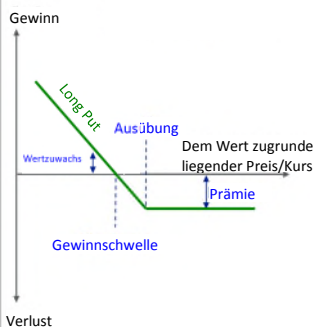 Gewinn
Long Put
Ausübung
Dem Wert zugrunde
liegender Preis/Kurs
Wertzuwachs
Prämie
Gewinnschwelle
Verlust